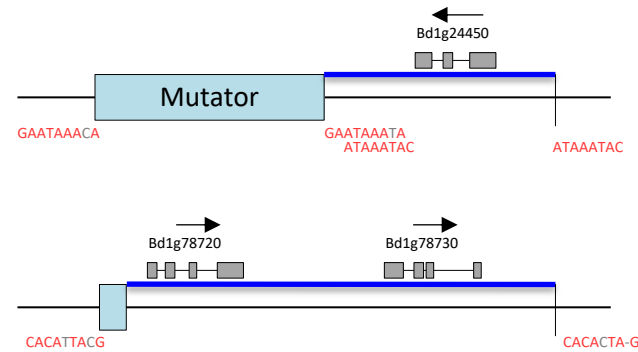 Bd1g24450
Mutator
GAATAAACA
GAATAAATA
ATAAATAC
ATAAATAC
Bd1g78720
Bd1g78730
CACATTACG
CACACTA-G